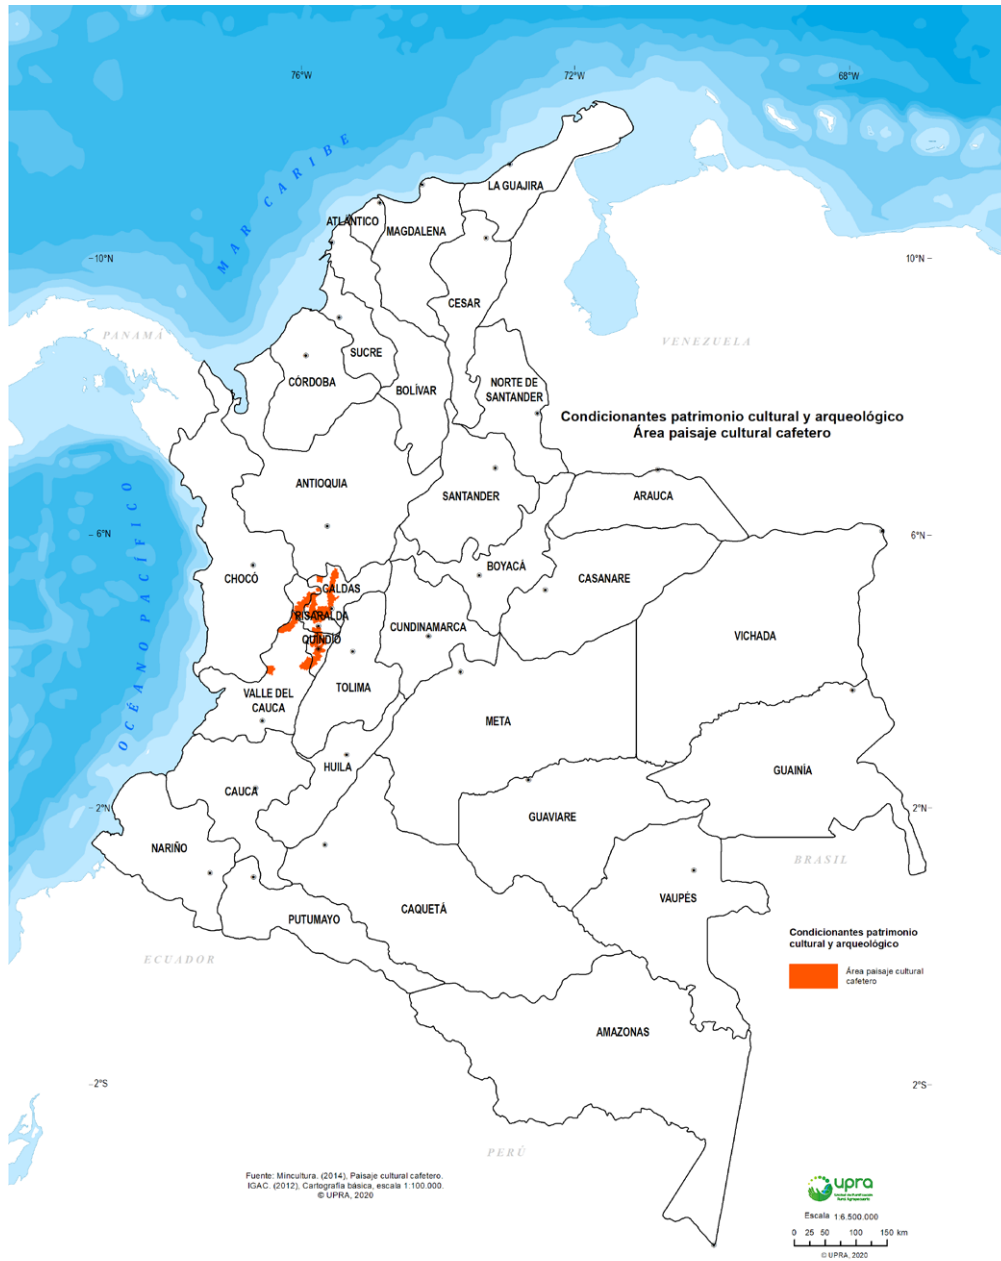 76°W
72°W
68°W
MAR CARIBE
LA GUAJIRA
ATLÁNTICO
MAGDALENA
10°N
10°N
CESAR
PANAMÁ
VENEZUELA
SUCRE
CÓRDOBA
BOLÍVAR
NORTE DE
SANTANDER
Condicionantes patrimonio cultural y arqueológico
Área paisaje cultural cafetero
ANTIOQUIA
SANTANDER
ARAUCA
OCÉANO PACÍFICO
6°N
6°N
CHOCÓ
BOYACÁ
CASANARE
CALDAS
RISARALDA
CUNDINAMARCA
VICHADA
QUINDÍO
TOLIMA
VALLE DEL
CAUCA
META
HUILA
GUAINÍA
CAUCA
2°N
2°N
GUAVIARE
NARIÑO
BRASIL
VAUPÉS
CAQUETÁ
PUTUMAYO
Condicionantes patrimonio
cultural y arqueológico
ECUADOR
Área paisaje cultural
cafetero
AMAZONAS
2°S
2°S
PERÚ
Fuente: Mincultura. (2014), Paisaje cultural cafetero.
IGAC. (2012), Cartografía básica, escala 1:100.000.
© UPRA, 2020
upra
Escala 1:6.500.000
0 25 50 100 150 km
© UPRA, 2020